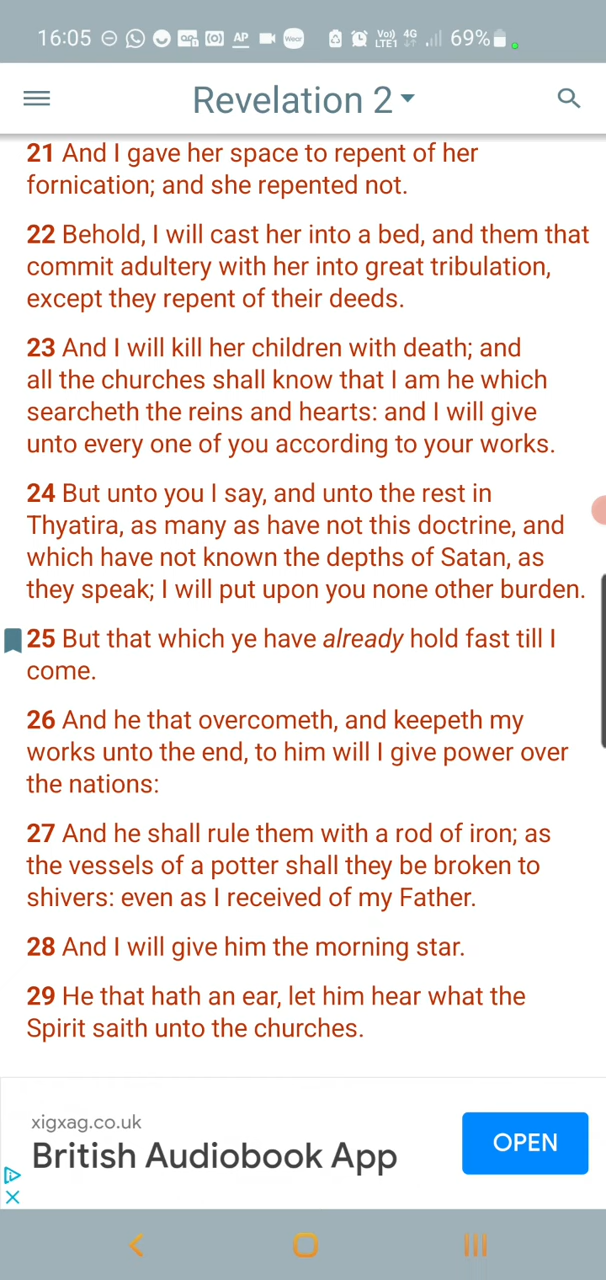 16:05 AP Wear Vo)) LTE1 4G 69%
Revelation 2
21 And I gave her space to repent of her
fornication; and she repented not.
22 Behold, I will cast her into a bed, and them that
commit adultery with her into great tribulation,
except they repent of their deeds.
23 And I will kill her children with death; and
all the churches shall know that I am he which
searcheth the reins and hearts: and I will give
unto every one of you according to your works.
24 But unto you I say, and unto the rest in
Thyatira, as many as have not this doctrine, and
which have not known the depths of Satan, as
they speak; I will put upon you none other burden.
25 But that which ye have already hold fast till I
come.
26 And he that overcometh, and keepeth my
works unto the end, to him will I give power over
the nations:
27 And he shall rule them with a rod of iron; as
the vessels of a potter shall they be broken to
shivers: even as I received of my Father.
28 And I will give him the morning star.
29 He that hath an ear, let him hear what the
Spirit saith unto the churches.
xigxag.co.uk
British Audiobook App
OPEN